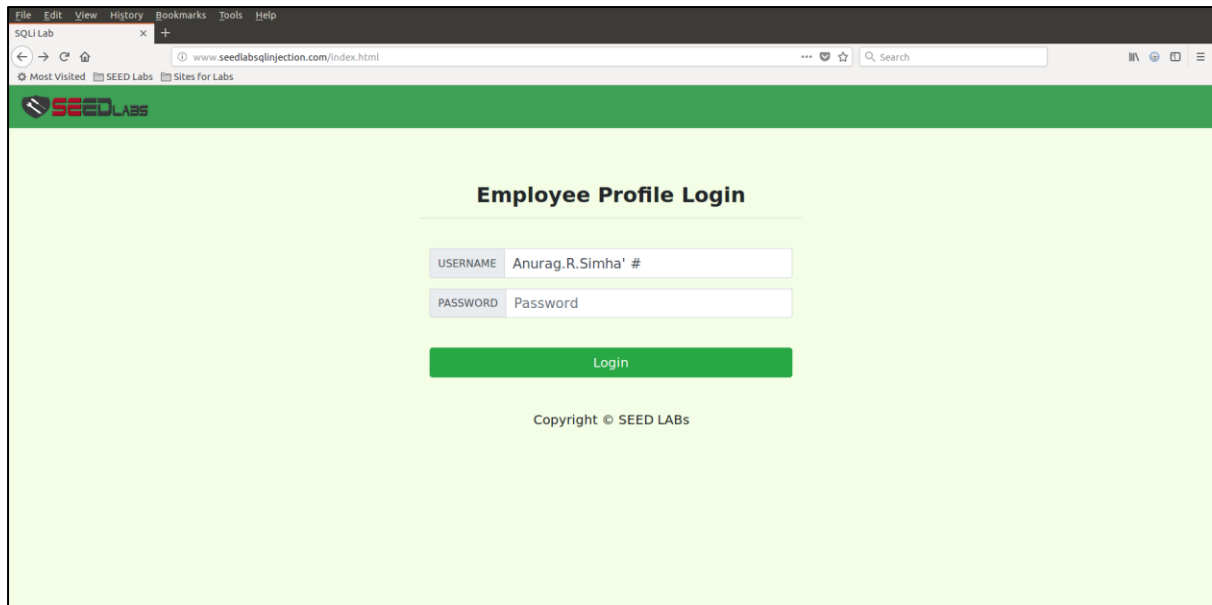 File Edit View History Bookmarks Tools Help
SQLi Lab × +
www.seedlabsqlinjection.com/index.html Search
Most Visited SEED Labs Sites for Labs
SEEDLABS
Employee Profile Login
USERNAME Anurag.R.Simha' #
PASSWORD Password
Login
Copyright © SEED LABs